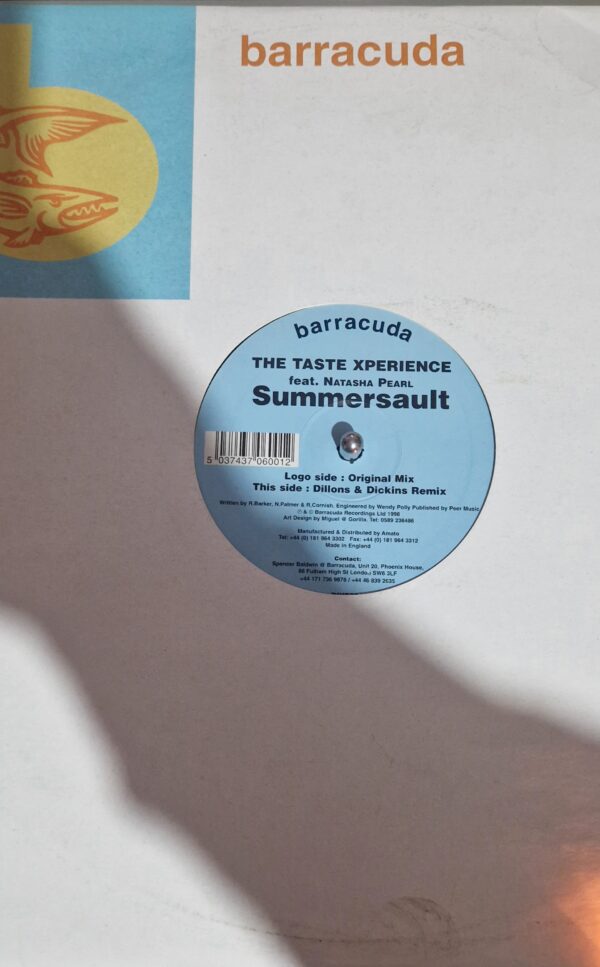 barracuda
b
barracuda
THE TASTE XPERIENCE
feat. NATASHA PEARL
Summersault
5 037437 060012
Logo side : Original Mix
This side : Dillons & Dickins Remix
Written by R.Barker, N.Palmer & R.Cornish. Engineered by Wendy Polly Published by Peer Music
Ⓟ & © Barracuda Recordings Ltd 1998
Art Design by Miguel @ Gorilla. Tel: 0589 236486
Manufactured & Distributed by Amato
Tel: +44 (0) 181 964 3302 Fax: +44 (0) 181 964 3312
Made in England
Contact:
Spencer Baldwin @ Barracuda, Unit 20, Phoenix House,
86 Fulham High St London SW6 3LF
+44 171 736 9878 / +44 46 839 2635